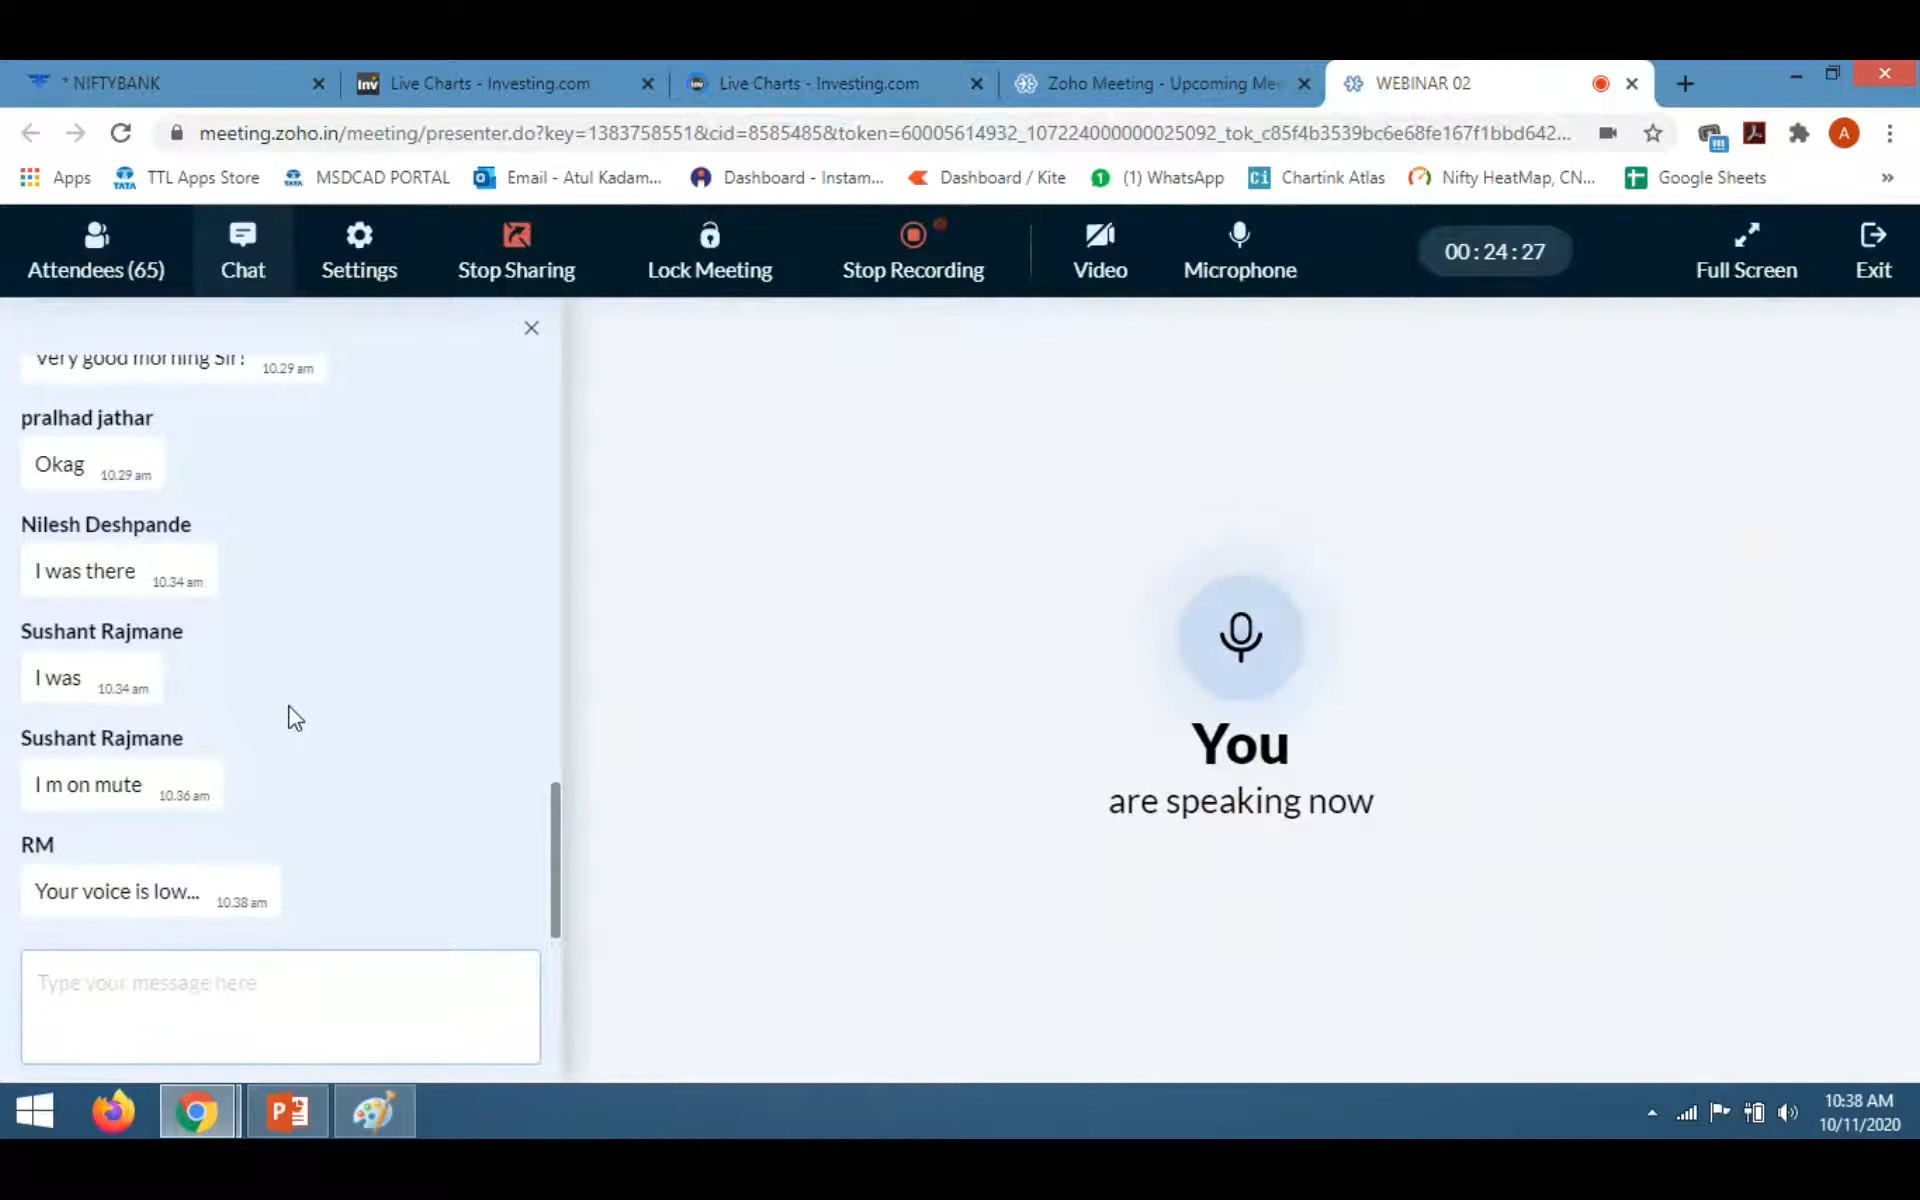 * NIFTYBANK
Live Charts - Investing.com
Live Charts - Investing.com
Zoho Meeting - Upcoming Me
WEBINAR 02
meeting.zoho.in/meeting/presenter.do?key=1383758551&cid=8585485&token=60005614932_107224000000025092_tok_c85f4b3539bc6e68fe167f1bbd642...
A
Apps
TTL Apps Store
MSDCAD PORTAL
Email - Atul Kadam...
Dashboard - Instam...
Dashboard / Kite
(1) WhatsApp
Chartink Atlas
Nifty HeatMap, CN...
Google Sheets
»
Attendees (65)
Chat
Settings
Stop Sharing
Lock Meeting
Stop Recording
Video
Microphone
00:24:27
Full Screen
Exit
Very good morning Sir!
10.29 am
pralhad jathar
Okag 10.29 am
Nilesh Deshpande
I was there 10.34 am
Sushant Rajmane
I was 10.34 am
Sushant Rajmane
I m on mute 10.36 am
RM
Your voice is low... 10.38 am
Type your message here
You
are speaking now
10:38 AM
10/11/2020